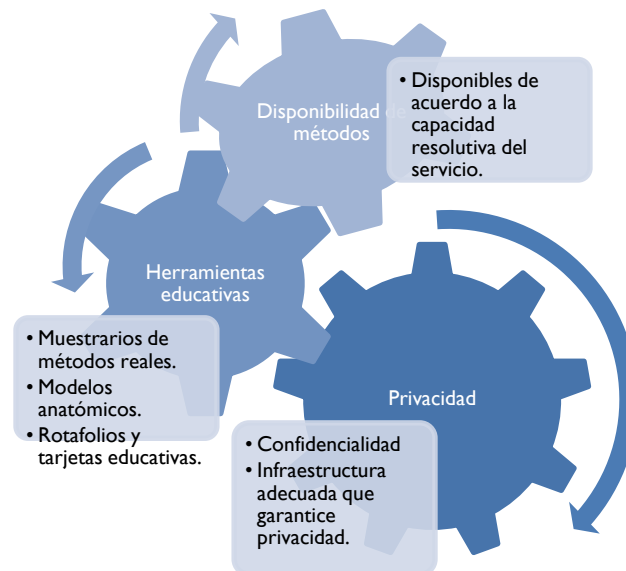 Disponibilidad de
métodos
• Disponibles de
acuerdo a la
capacidad
resolutiva del
servicio.
Herramientas
educativas
• Muestrarios de
métodos reales.
• Modelos
anatómicos.
• Rotafolios y
tarjetas educativas.
Privacidad
• Confidencialidad
• Infraestructura
adecuada que
garantice
privacidad.